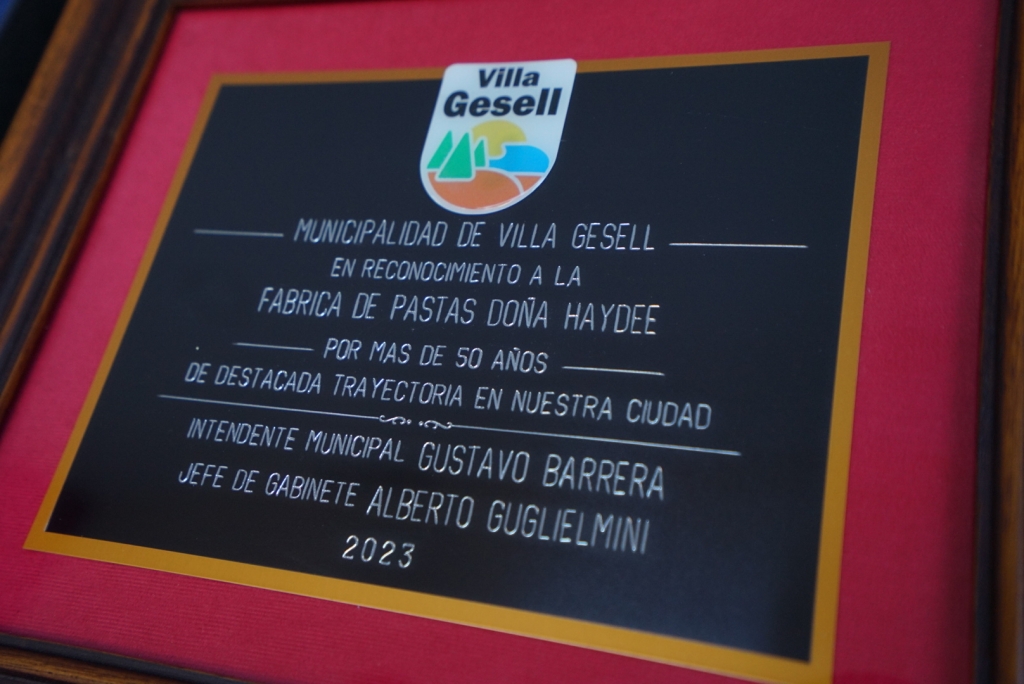 Villa
Gesell
MUNICIPALIDAD DE VILLA GESELL
EN RECONOCIMIENTO A LA
FABRICA DE PASTAS DOÑA HAYDEE
POR MAS DE 50 AÑOS
DE DESTACADA TRAYECTORIA EN NUESTRA CIUDAD
INTENDENTE MUNICIPAL GUSTAVO BARRERA
JEFE DE GABINETE ALBERTO GUGLIELMINI
2023